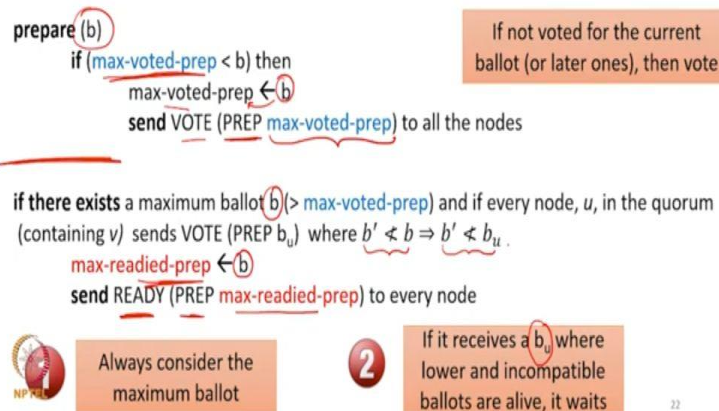 prepare (b)
if (max-voted-prep < b) then
max-voted-prep ← b
send VOTE (PREP max-voted-prep) to all the nodes
If not voted for the current
ballot (or later ones), then vote
if there exists a maximum ballot b (> max-voted-prep) and if every node, u, in the quorum
(containing v) sends VOTE (PREP bᵤ) where b′ ≮ b ⇒ b′ ≮ bᵤ .
max-readied-prep ← b
send READY (PREP max-readied-prep) to every node
1
Always consider the
maximum ballot
2
If it receives a bᵤ where
lower and incompatible
ballots are alive, it waits
NPTEL
22